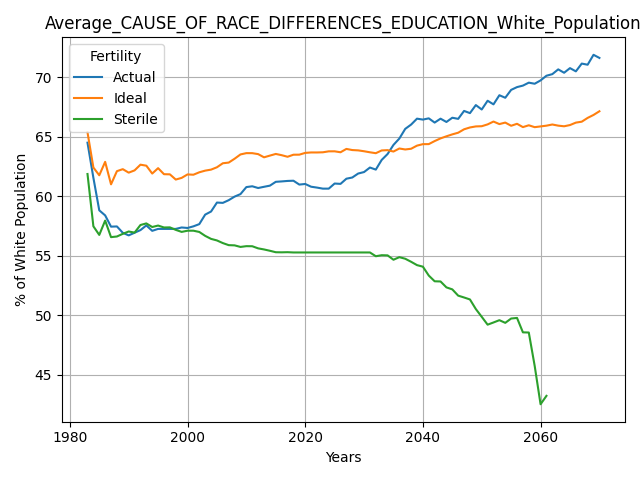 Average_CAUSE_OF_RACE_DIFFERENCES_EDUCATION_White_Population
Fertility
Actual
Ideal
Sterile
% of White Population
70
65
60
55
50
45
1980
2000
2020
2040
2060
Years